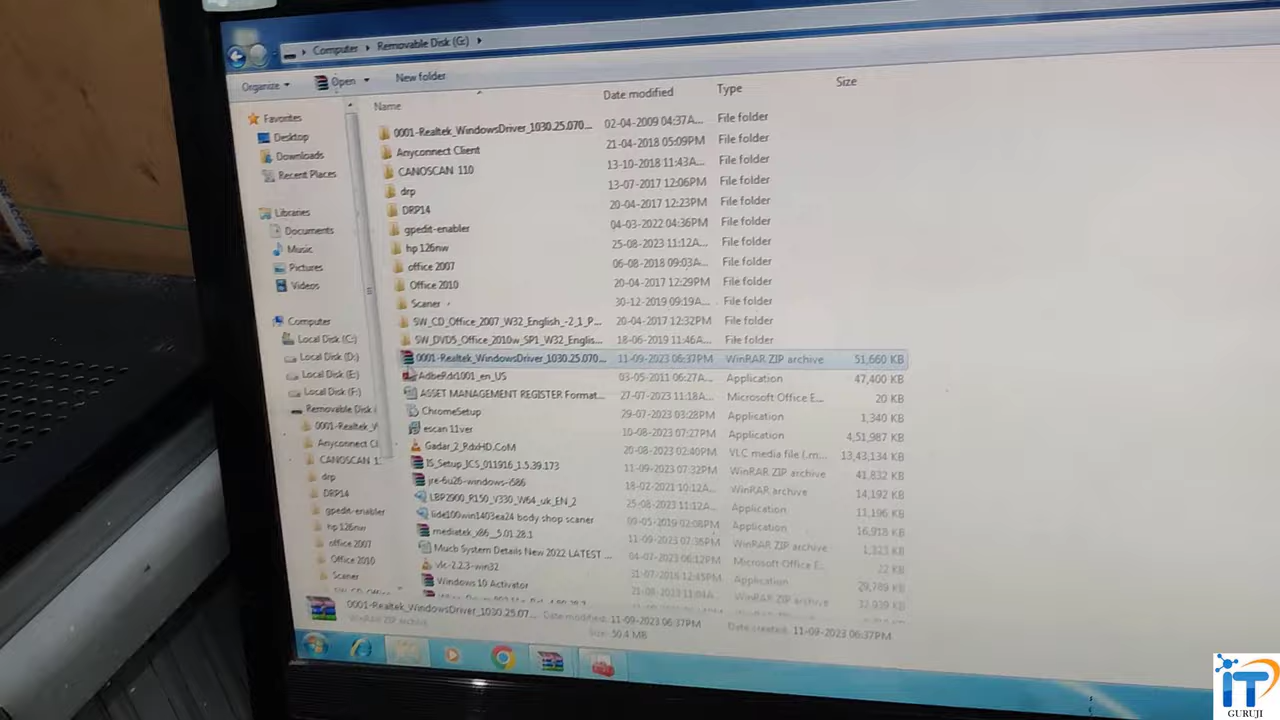 Computer ▸ Removable Disk (G:) ▸
Organize ▾ Open ▾ New folder
Name Date modified Type Size
Favorites
Desktop
Downloads
Recent Places
Libraries
Documents
Music
Pictures
Videos
Computer
Local Disk (C:)
Local Disk (D:)
Local Disk (E:)
Local Disk (F:)
Removable Disk
0001-Realtek_W
Anyconnect Cl
CANOSCAN 1
drp
DRP14
gpedit-enabler
hp 126nw
office 2007
Office 2010
Scaner
0001-Realtek_WindowsDriver_1030.25.070... 02-04-2009 04:37A... File folder
Anyconnect Client 21-04-2018 05:09PM File folder
CANOSCAN 110 13-10-2018 11:43A... File folder
drp 13-07-2017 12:06PM File folder
DRP14 20-04-2017 12:23PM File folder
gpedit-enabler 04-03-2022 04:36PM File folder
hp 126nw 25-08-2023 11:12A... File folder
office 2007 06-08-2018 09:03A... File folder
Office 2010 20-04-2017 12:29PM File folder
Scaner 30-12-2019 09:19A... File folder
SW_CD_Office_2007_W32_English_-2_1_P... 20-04-2017 12:32PM File folder
SW_DVD5_Office_2010w_SP1_W32_Englis... 18-06-2019 11:46A... File folder
0001-Realtek_WindowsDriver_1030.25.070... 11-09-2023 06:37PM WinRAR ZIP archive 51,660 KB
AdbeRdr1001_en_US 03-05-2011 06:27A... Application 47,400 KB
ASSET MANAGEMENT REGISTER Format... 27-07-2023 11:18A... Microsoft Office E... 20 KB
ChromeSetup 29-07-2023 03:28PM Application 1,340 KB
escan 11ver 10-08-2023 07:27PM Application 4,51,987 KB
Gadar_2_RdxHD.CoM 20-08-2023 02:40PM VLC media file (.m... 13,43,134 KB
IS_Setup_ICS_011916_1.5.39.173 11-09-2023 07:32PM WinRAR ZIP archive 41,832 KB
jre-6u26-windows-i586 18-02-2021 10:12A... WinRAR archive 14,192 KB
LBP2900_R150_V330_W64_uk_EN_2 25-08-2023 11:12A... Application 11,196 KB
lide100win1403ea24 body shop scaner 09-05-2019 02:08PM Application 16,918 KB
mediatek_x86__5.01.28.1 11-09-2023 07:36PM WinRAR ZIP archive 1,323 KB
Mucb System Details New 2022 LATEST ... 04-07-2023 06:12PM Microsoft Office E... 22 KB
vlc-2.2.3-win32 31-07-2018 12:45PM Application 29,789 KB
Windows 10 Activator 21-08-2023 11:04A... WinRAR ZIP archive 32,039 KB
0001-Realtek_WindowsDriver_1030.25.07... Date modified: 11-09-2023 06:37PM Date created: 11-09-2023 06:37PM
WinRAR ZIP archive Size: 50.4 MB
iT
GURUJI